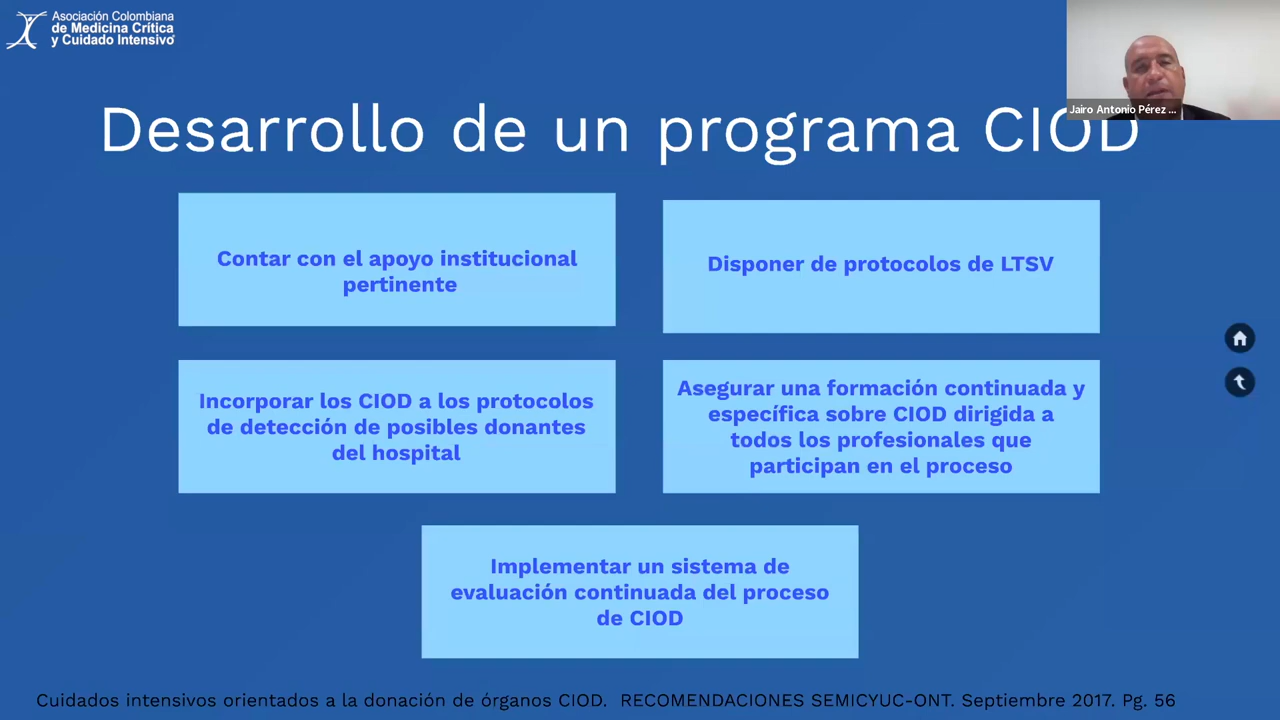 Asociación Colombiana
de Medicina Crítica
y Cuidado Intensivo
Jairo Antonio Pérez ...
Desarrollo de un programa CIOD
Contar con el apoyo institucional
pertinente
Disponer de protocolos de LTSV
Incorporar los CIOD a los protocolos
de detección de posibles donantes
del hospital
Asegurar una formación continuada y
específica sobre CIOD dirigida a
todos los profesionales que
participan en el proceso
Implementar un sistema de
evaluación continuada del proceso
de CIOD
Cuidados intensivos orientados a la donación de órganos CIOD. RECOMENDACIONES SEMICYUC-ONT. Septiembre 2017. Pg. 56